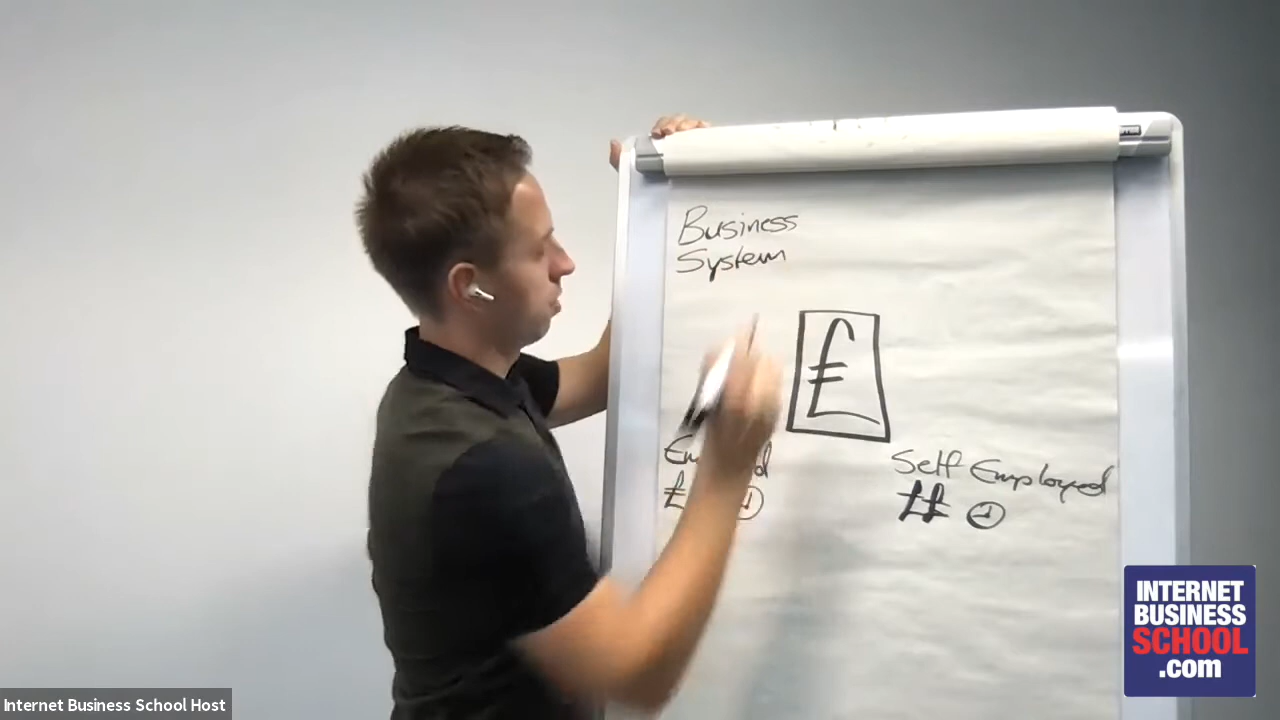 Business
System
£
Self Employed
£ ££
INTERNET
BUSINESS
SCHOOL
.com
Internet Business School Host